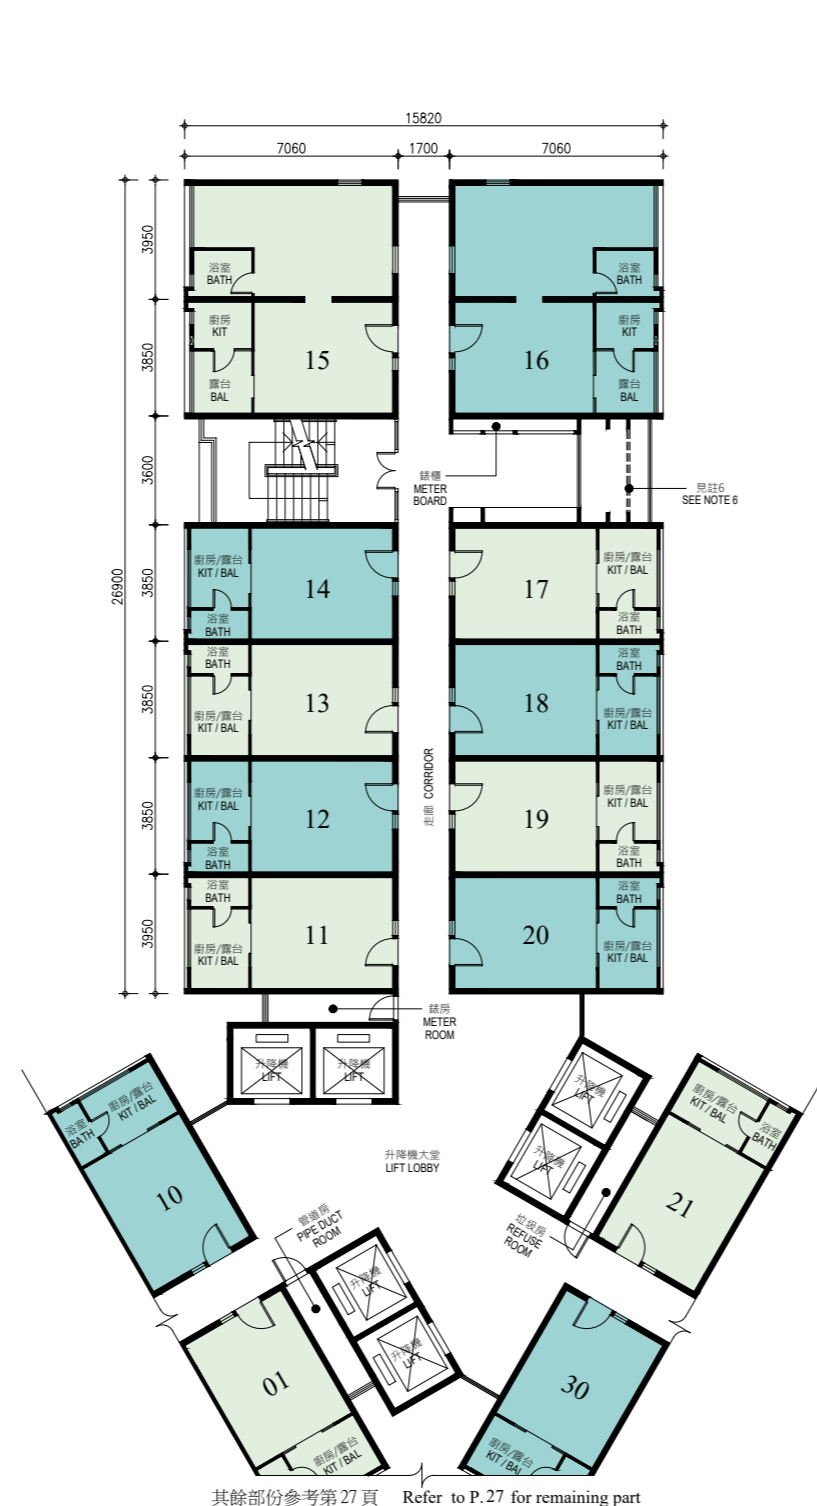 15820
7060
1700
7060
26900
3950
3850
3600
3850
3850
3850
3950
浴室
BATH
廚房
KIT
露台
BAL
15
浴室
BATH
廚房
KIT
露台
BAL
16
錶櫃
METER
BOARD
見註6
SEE NOTE 6
廚房/露台
KIT / BAL
浴室
BATH
14
廚房/露台
KIT / BAL
浴室
BATH
17
浴室
BATH
廚房/露台
KIT / BAL
13
浴室
BATH
廚房/露台
KIT / BAL
18
走廊 CORRIDOR
廚房/露台
KIT / BAL
浴室
BATH
12
廚房/露台
KIT / BAL
浴室
BATH
19
浴室
BATH
廚房/露台
KIT / BAL
11
浴室
BATH
廚房/露台
KIT / BAL
20
錶房
METER
ROOM
升降機
LIFT
升降機
LIFT
升降機
LIFT
升降機
LIFT
廚房/露台
KIT / BAL
浴室
BATH
10
升降機大堂
LIFT LOBBY
廚房/露台
KIT / BAL
浴室
BATH
21
管道房
PIPE DUCT
ROOM
垃圾房
REFUSE
ROOM
升降機
LIFT
升降機
LIFT
01
廚房/露台
KIT / BAL
30
廚房/露台
KIT / BAL
其餘部份參考第27頁 Refer to P.27 for remaining part